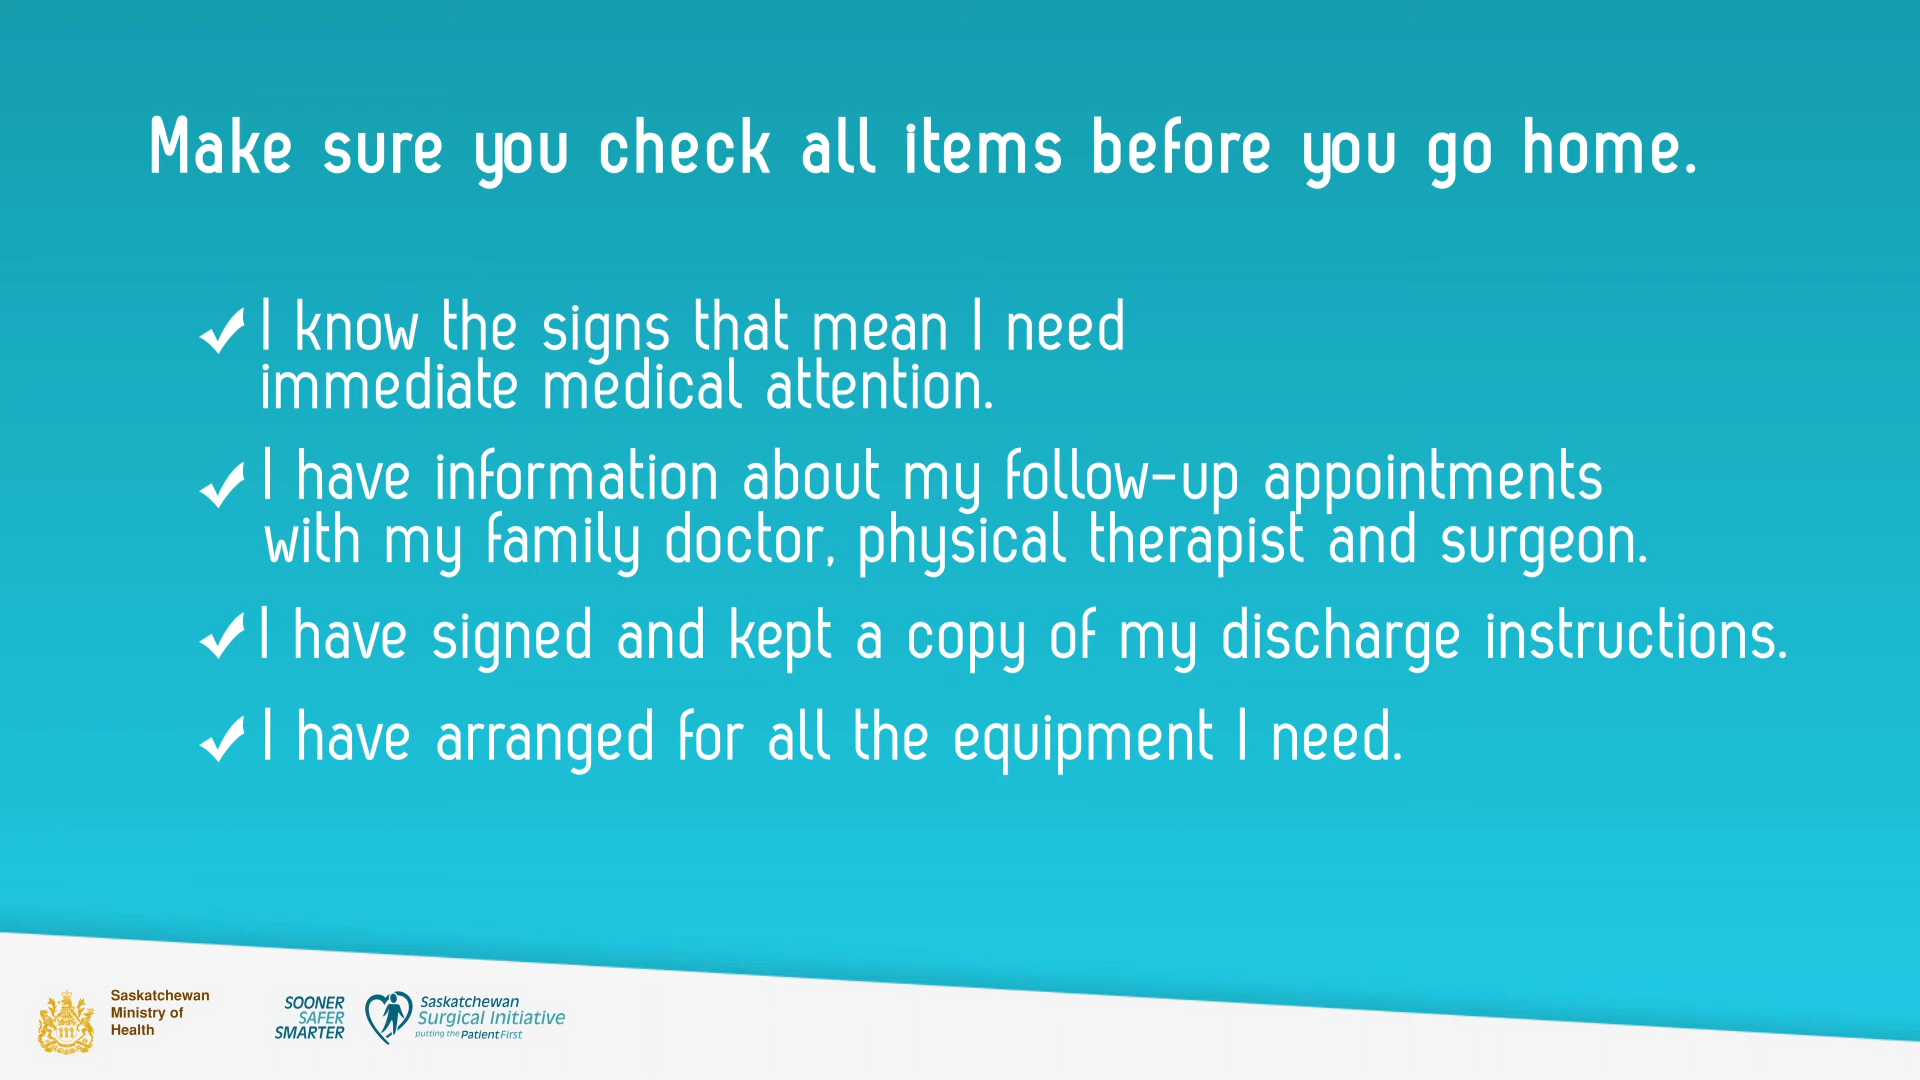 Make sure you check all items before you go home.
I know the signs that mean I need
immediate medical attention.
I have information about my follow-up appointments
with my family doctor, physical therapist and surgeon.
I have signed and kept a copy of my discharge instructions.
I have arranged for all the equipment I need.
Saskatchewan
Ministry of
Health
SOONER
SAFER
SMARTER
Saskatchewan
Surgical Initiative
putting the Patient First